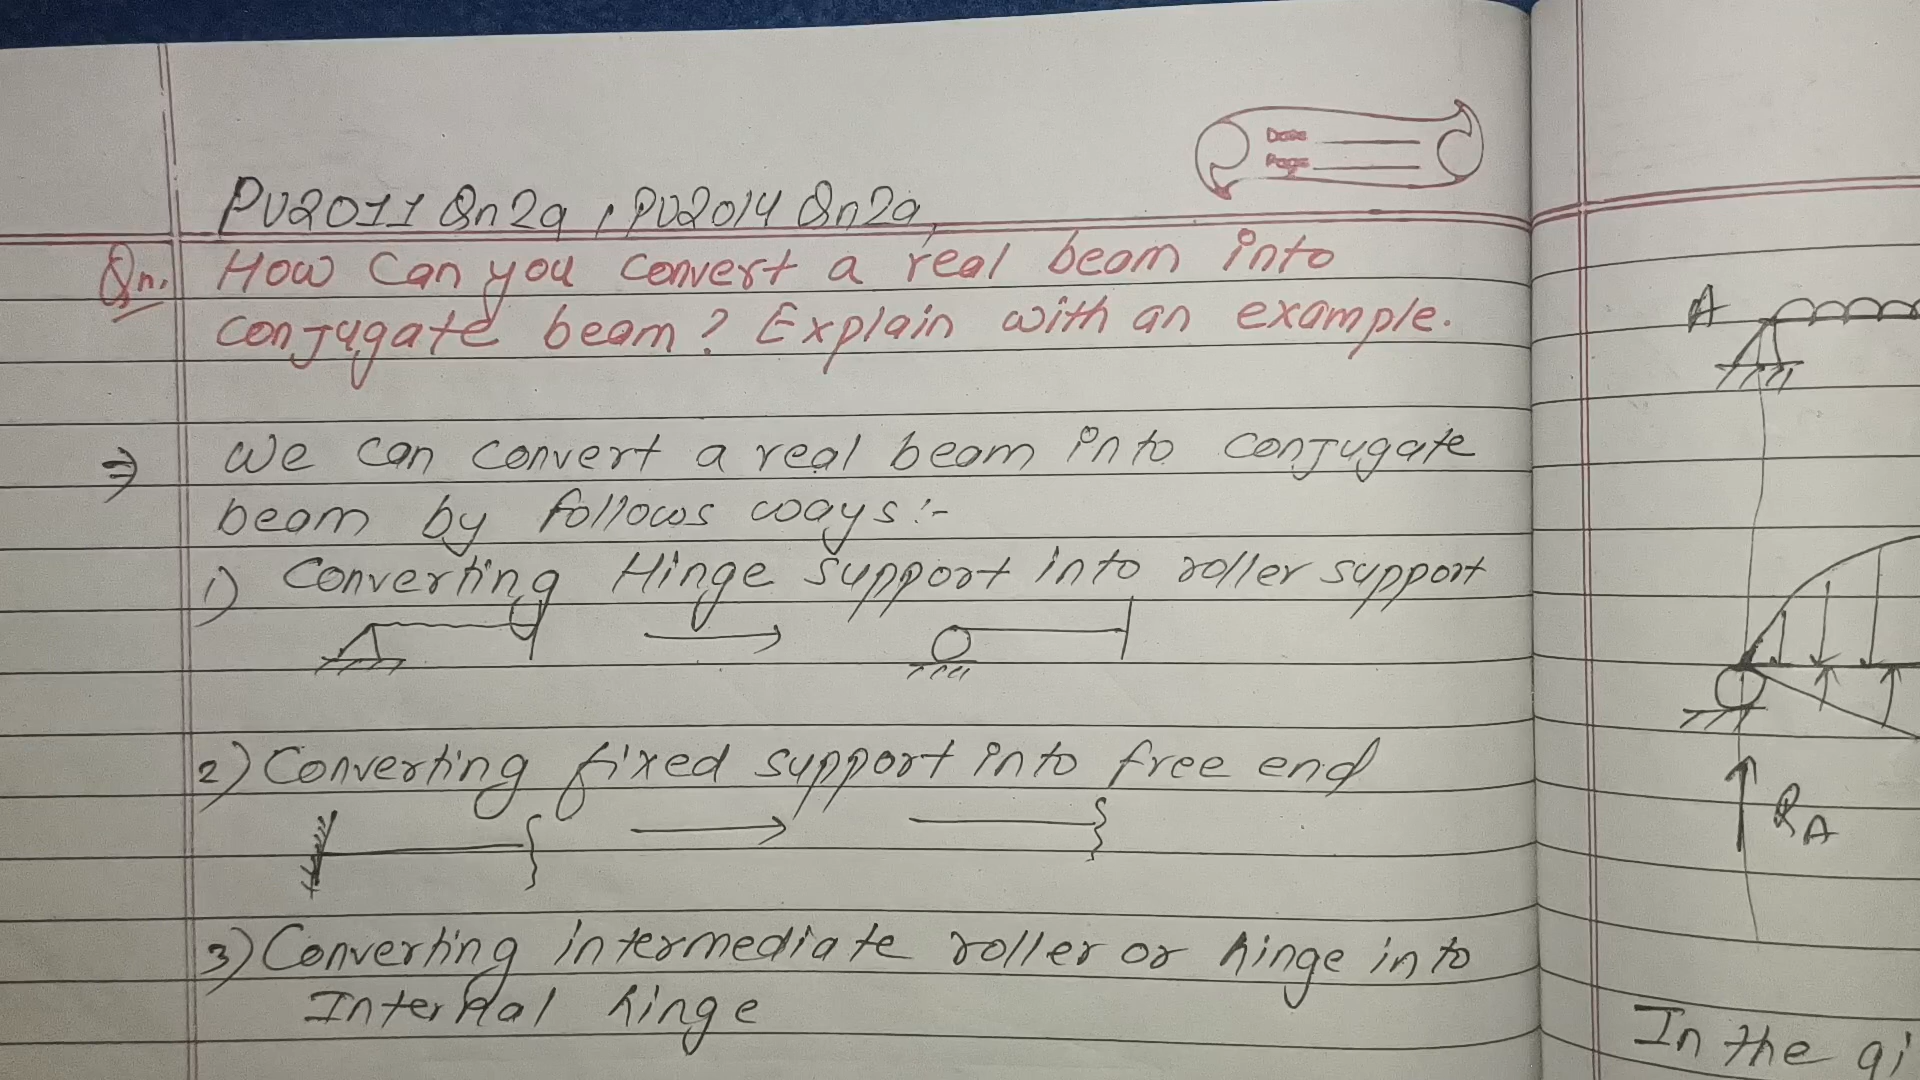 Date
Page
PU2011 Qn2a, PU2014 Qn2a,
Qn. How can you convert a real beam into
conjugate beam? Explain with an example.
⇒ We can convert a real beam into conjugate
beam by follows ways:-
1) Converting Hinge support into roller support
2) Converting fixed support into free end
3) Converting intermediate roller or hinge into
Internal hinge
A
RA
In the gi